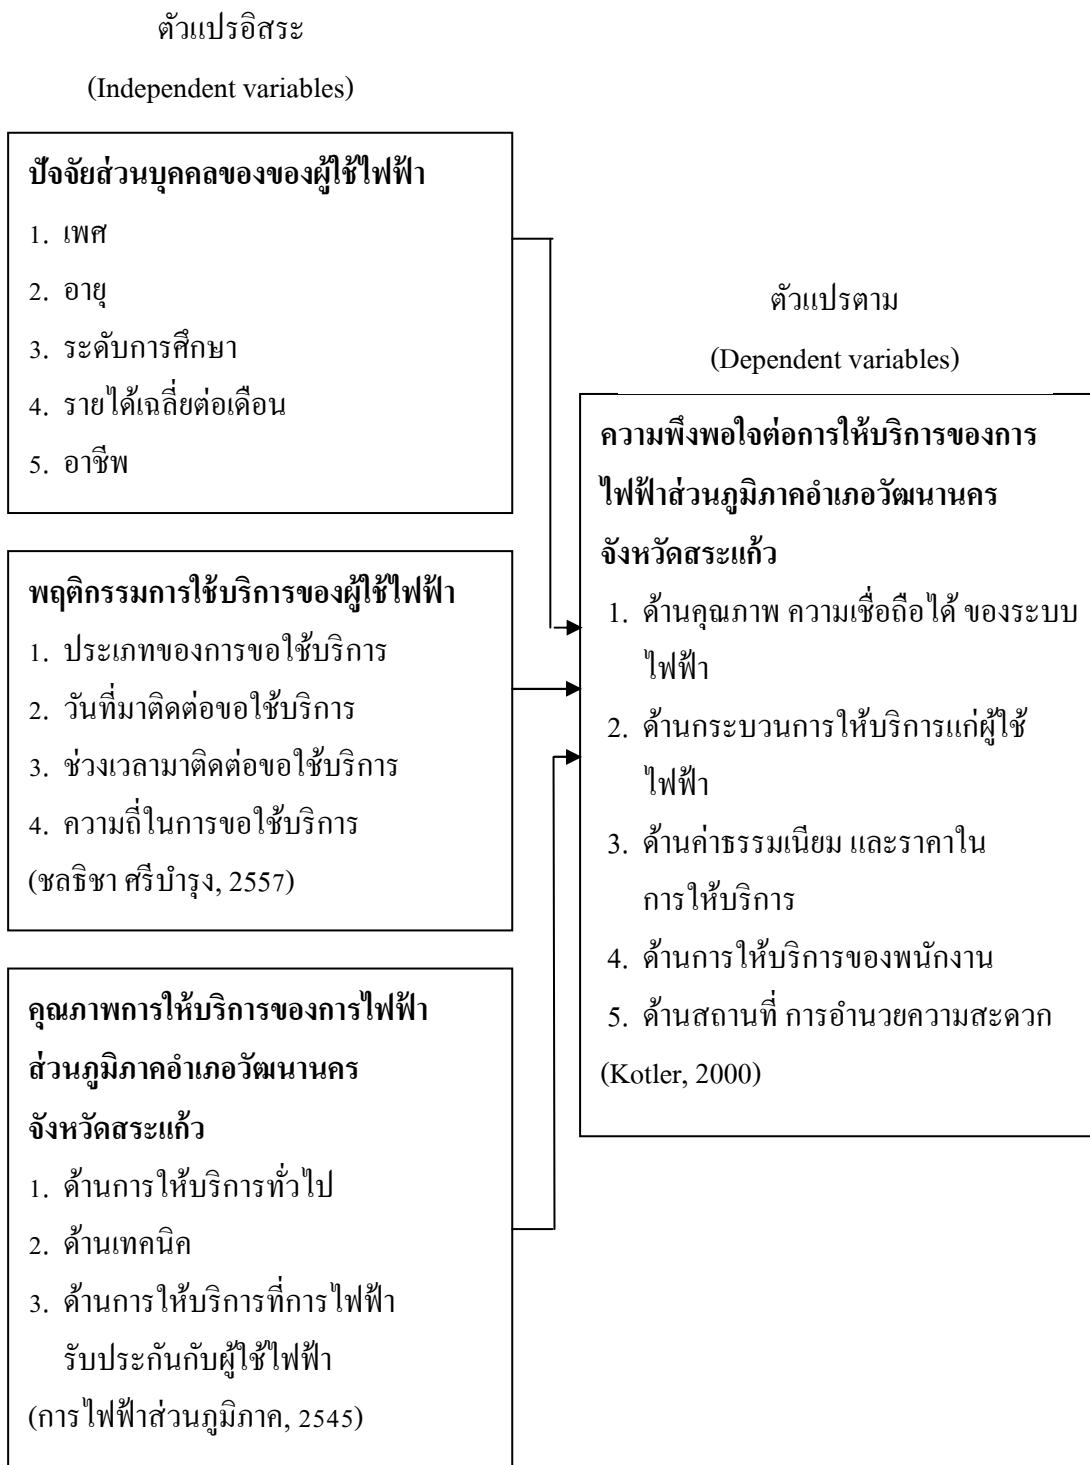 ตัวแปรอิสระ
(Independent variables)
ปัจจัยส่วนบุคคลของของผู้ใช้ไฟฟ้า
1. เพศ
2. อายุ
3. ระดับการศึกษา
4. รายได้เฉลี่ยต่อเดือน
5. อาชีพ
พฤติกรรมการใช้บริการของผู้ใช้ไฟฟ้า
1. ประเภทของการขอใช้บริการ
2. วันที่มาติดต่อขอใช้บริการ
3. ช่วงเวลามาติดต่อขอใช้บริการ
4. ความถี่ในการขอใช้บริการ
(ชลธิชา ศรีบำรุง, 2557)
คุณภาพการให้บริการของการไฟฟ้า
ส่วนภูมิภาคอำเภอวัฒนานคร
จังหวัดสระแก้ว
1. ด้านการให้บริการทั่วไป
2. ด้านเทคนิค
3. ด้านการให้บริการที่การไฟฟ้า
รับประกันกับผู้ใช้ไฟฟ้า
(การไฟฟ้าส่วนภูมิภาค, 2545)
ตัวแปรตาม
(Dependent variables)
ความพึงพอใจต่อการให้บริการของการ
ไฟฟ้าส่วนภูมิภาคอำเภอวัฒนานคร
จังหวัดสระแก้ว
1. ด้านคุณภาพ ความเชื่อถือได้ ของระบบ
ไฟฟ้า
2. ด้านกระบวนการให้บริการแก่ผู้ใช้
ไฟฟ้า
3. ด้านค่าธรรมเนียม และราคาใน
การให้บริการ
4. ด้านการให้บริการของพนักงาน
5. ด้านสถานที่ การอำนวยความสะดวก
(Kotler, 2000)